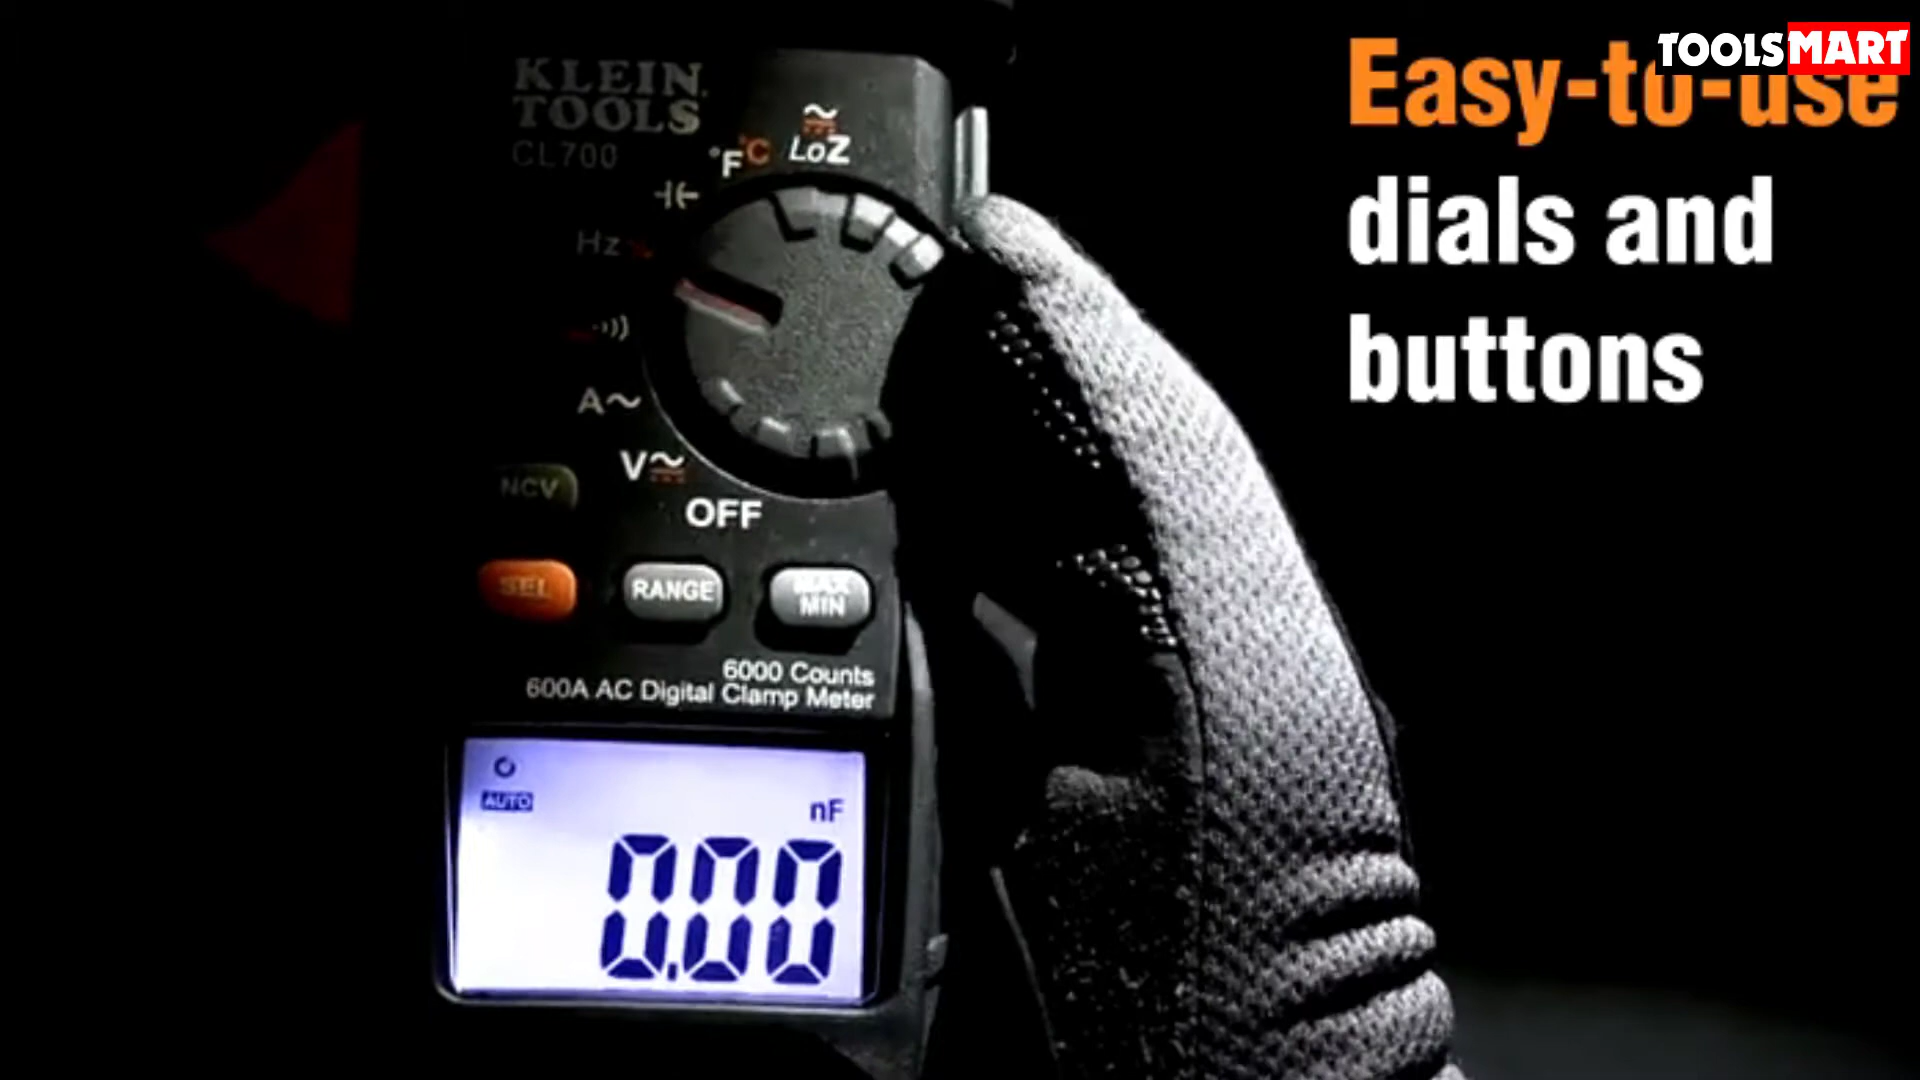 TOOLSMART
Easy-to-use
dials and
buttons
KLEIN
TOOLS
CL700
°F°C
LoZ
Hz
A
V
OFF
NCV
SEL
RANGE
MAX
MIN
6000 Counts
600A AC Digital Clamp Meter
AUTO
nF
0.00